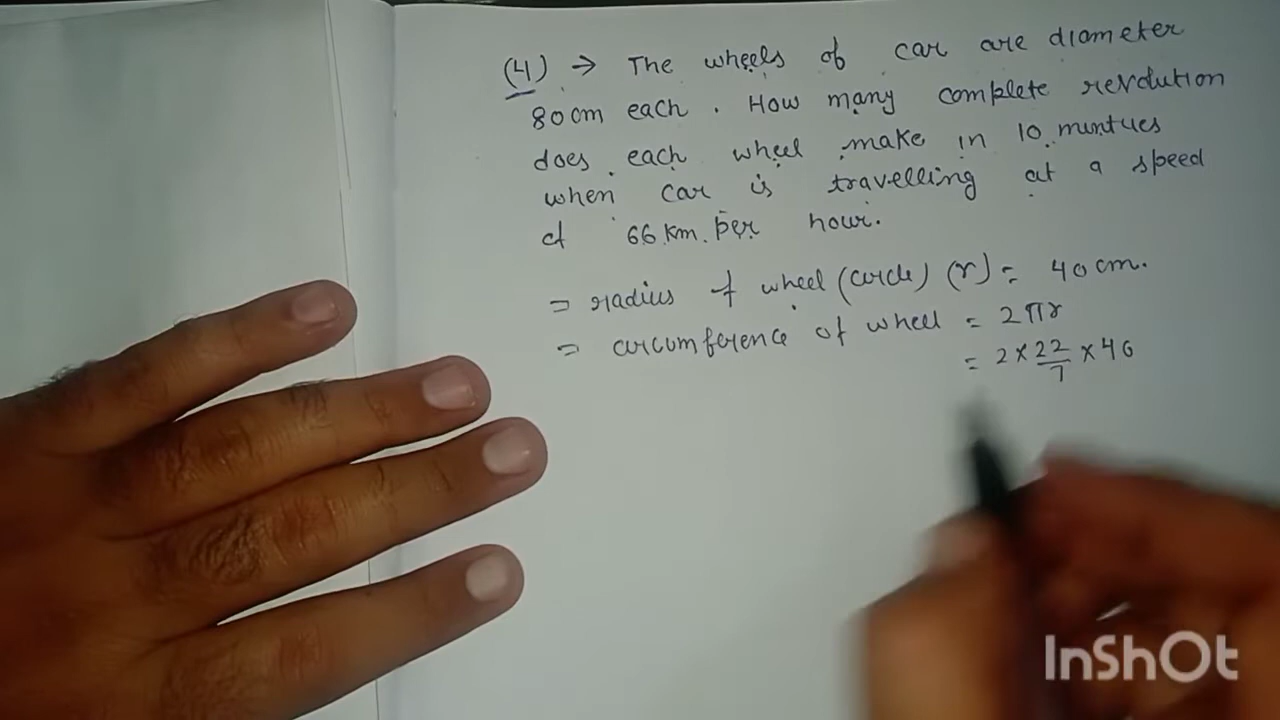 (4) → The wheels of car are diameter
80cm each. How many complete revolution
does each wheel make in 10 mintues
when car is travelling at a speed
of 66 km. per hour.
= radius of wheel (circle) (r) = 40cm.
= circumference of wheel = 2πr
= 2 × 22/7 × 40
InShOt